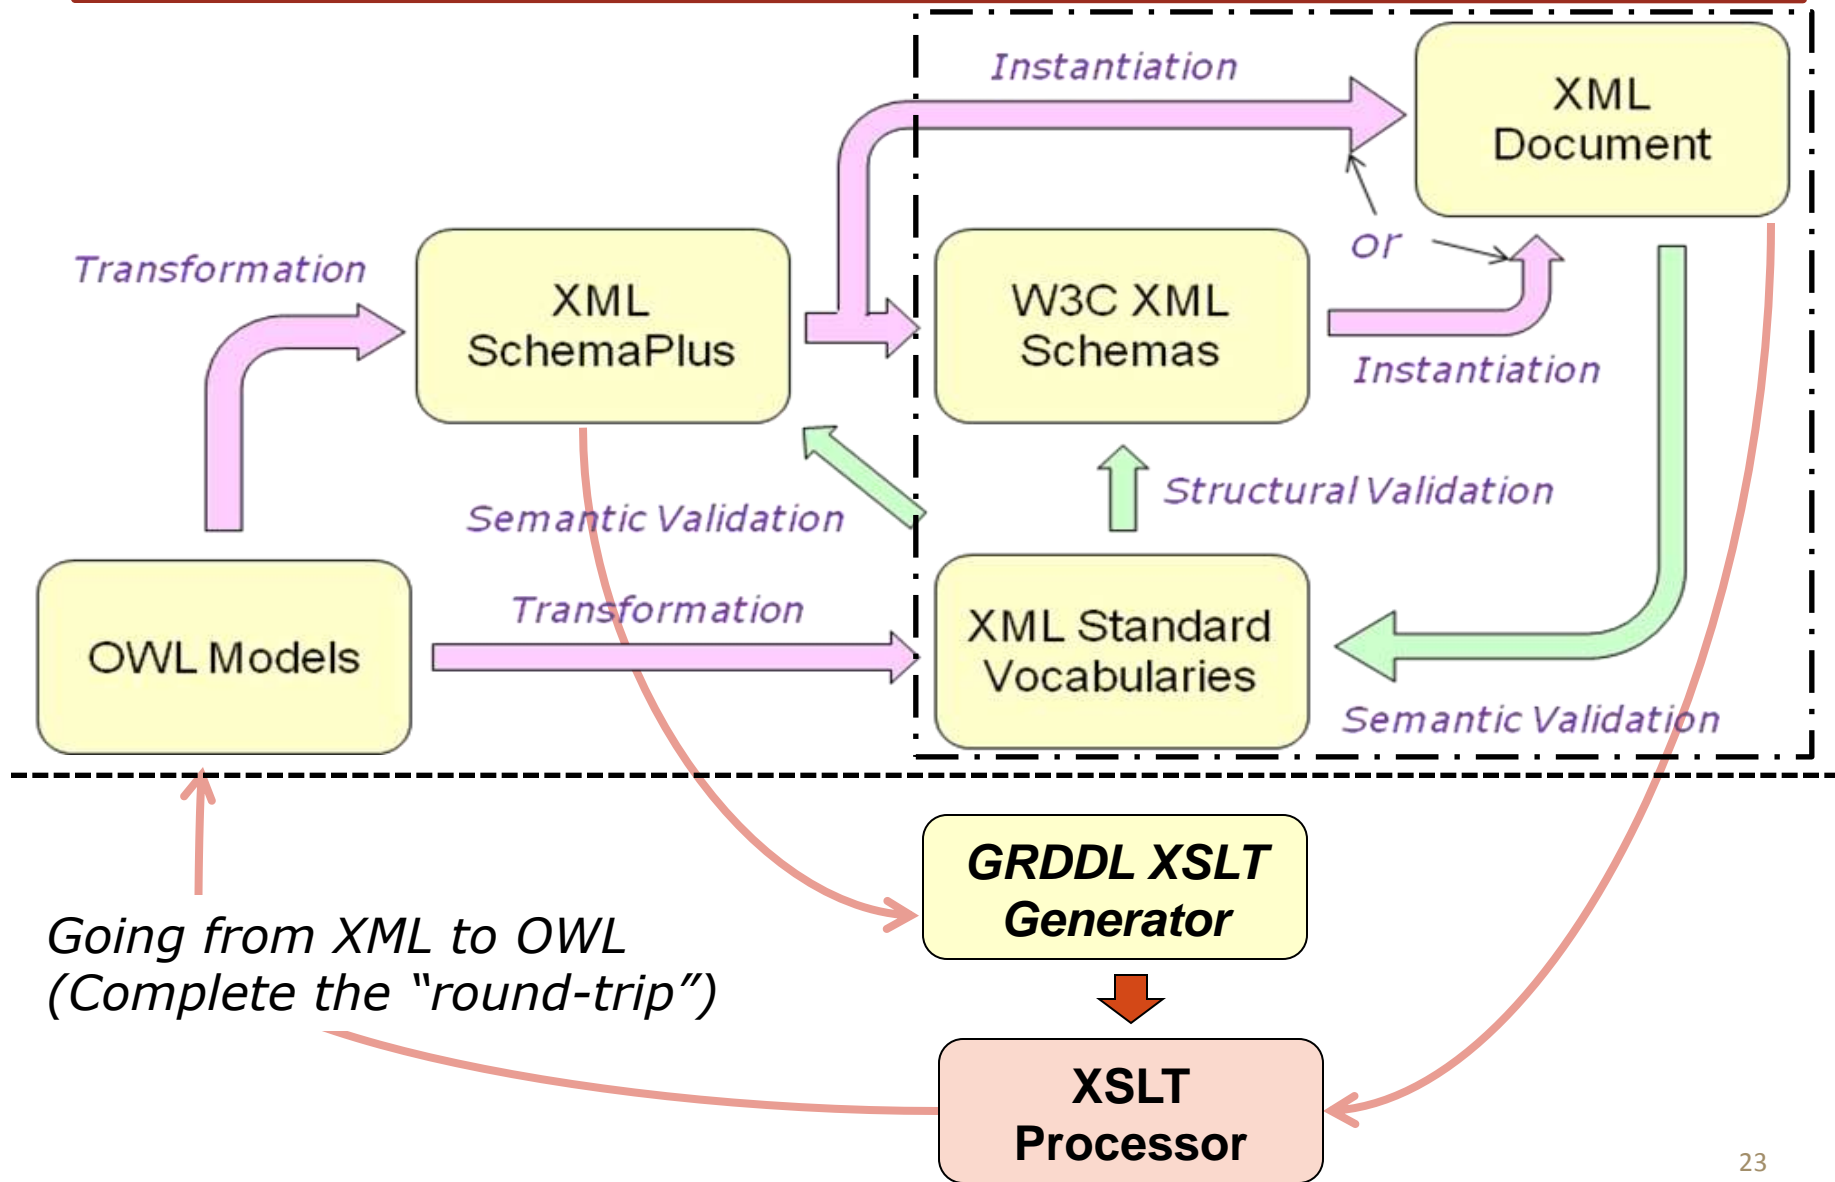 Instantiation
XML
Document
or
Transformation
XML
SchemaPlus
W3C XML
Schemas
Instantiation
Semantic Validation
Structural Validation
OWL Models
Transformation
XML Standard
Vocabularies
Semantic Validation
GRDDL XSLT
Generator
Going from XML to OWL
(Complete the “round-trip”)
XSLT
Processor
23